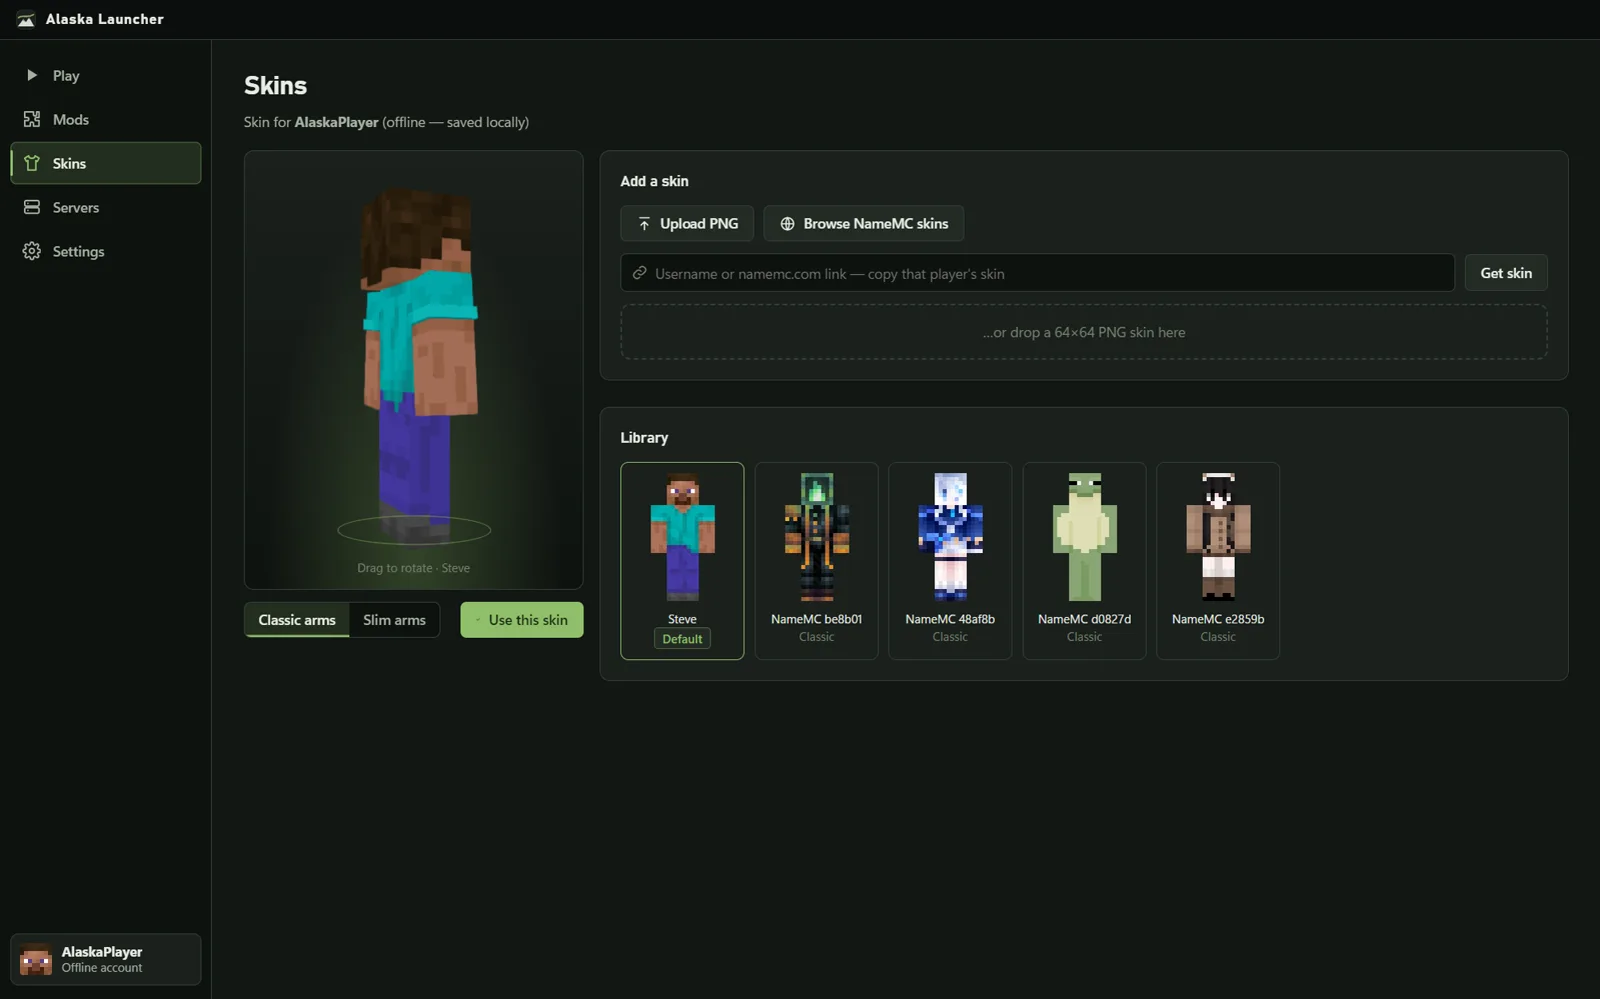 Alaska Launcher
Play
Mods
Skins
Servers
Settings
AlaskaPlayer
Offline account
Skins
Skin for AlaskaPlayer (offline — saved locally)
Drag to rotate · Steve
Classic arms
Slim arms
Use this skin
Add a skin
Upload PNG
Browse NameMC skins
Username or namemc.com link — copy that player's skin
Get skin
...or drop a 64×64 PNG skin here
Library
Steve
Default
NameMC be8b01
Classic
NameMC 48af8b
Classic
NameMC d0827d
Classic
NameMC e2859b
Classic